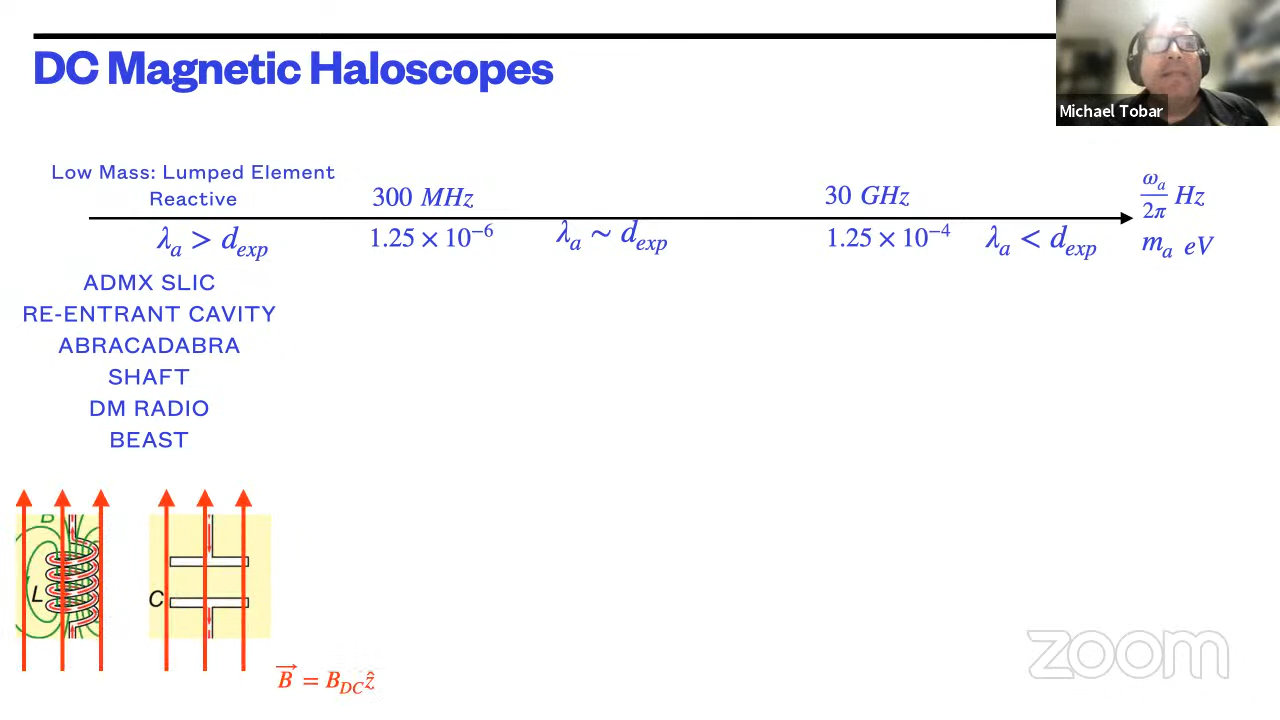 DC Magnetic Haloscopes
Michael Tobar
Low Mass: Lumped Element
Reactive
300 MHz
30 GHz
ω_a/2π Hz
λ_a > d_exp
1.25 × 10⁻⁶
λ_a ∼ d_exp
1.25 × 10⁻⁴
λ_a < d_exp
m_a eV
ADMX SLIC
RE-ENTRANT CAVITY
ABRACADABRA
SHAFT
DM RADIO
BEAST
B
L
C
B⃗ = B_DC ẑ
zoom